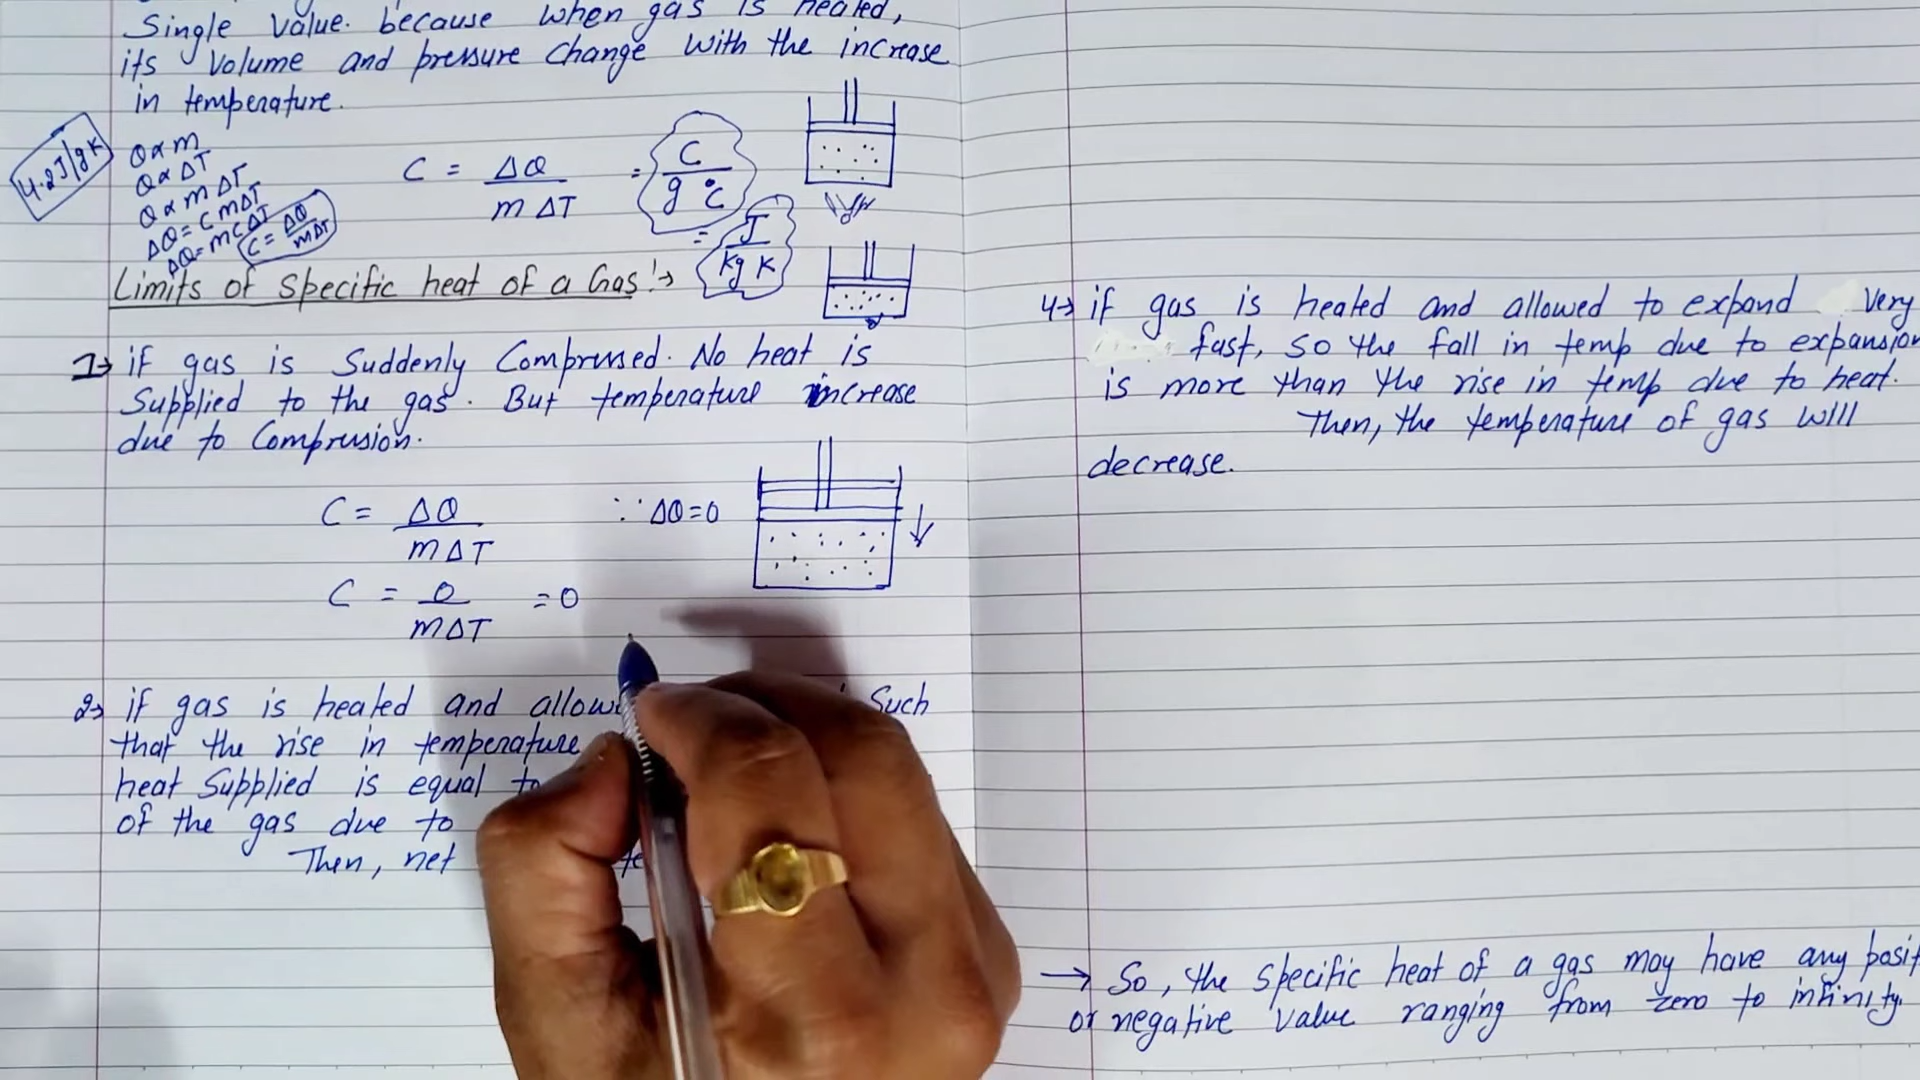 Single value. because when gas is heated,
its volume and pressure change with the increase
in temperature.
4.2J/gK
Q∝m
Q∝ΔT
Q∝mΔT
ΔQ=CmΔT
ΔQ=mCΔT
C=ΔQ/mΔT
C = ΔQ/mΔT = C/g°C
= J/kg K
Limits of Specific heat of a Gas!→
1→ if gas is Suddenly Compressed. No heat is
Supplied to the gas. But temperature increase
due to Compression.
C = ΔQ/mΔT ∵ ΔQ=0
C = 0/mΔT = 0
2→ if gas is heated and Such
that the rise in temperature
heat Supplied is equal to
of the gas due to
Then, net
4→ if gas is heated and allowed to expand Very
fast, so the fall in temp due to expansion
is more than the rise in temp due to heat.
Then, the temperature of gas will
decrease.
→ So, the specific heat of a gas may have any posit
or negative value ranging from zero to infinity.